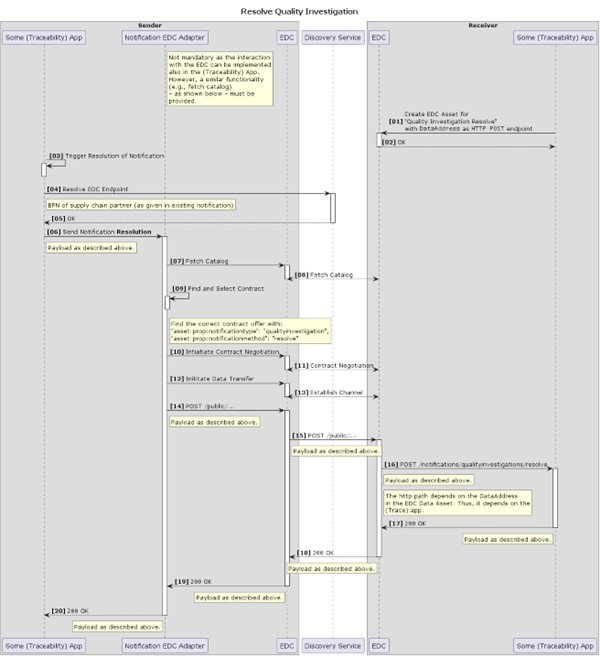 Resolve Quality Investigation
Sender
Receiver
Some (Traceability) App
Notification EDC Adapter
EDC
Discovery Service
EDC
Some (Traceability) App
Not mandatory as the interaction
with the EDC can be implemented
also in the (Traceability) App.
However, a similar functionality
(e.g., fetch catalog)
– as shown below – must be
provided.
Create EDC Asset for
[01] "Quality Investigation Resolve"
with DataAddress as HTTP POST endpoint
[02] OK
[03] Trigger Resolution of Notification
[04] Resolve EDC Endpoint
BPN of supply chain partner (as given in existing notification)
[05] OK
[06] Send Notification Resolution
Payload as described above.
[07] Fetch Catalog
[08] Fetch Catalog
[09] Find and Select Contract
Find the correct contract offer with:
"asset:prop:notificationtype": "qualityinvestigation",
"asset:prop:notificationmethod": "resolve"
[10] Intiatiate Contract Negotiation
[11] Contract Negotiation
[12] Inititate Data Transfer
[13] Establish Channel
[14] POST /public/...
Payload as described above.
[15] POST /public/...
Payload as described above.
[16] POST /notifications/qualityinvestigations/resolve
Payload as described above.
The http path depends on the DataAddress
in the EDC Data Asset. Thus, it depends on the
(Trace) app.
[17] 200 OK
Payload as described above.
[18] 200 OK
Payload as described above.
[19] 200 OK
Payload as described above.
[20] 200 OK
Payload as described above.
Some (Traceability) App
Notification EDC Adapter
EDC
Discovery Service
EDC
Some (Traceability) App